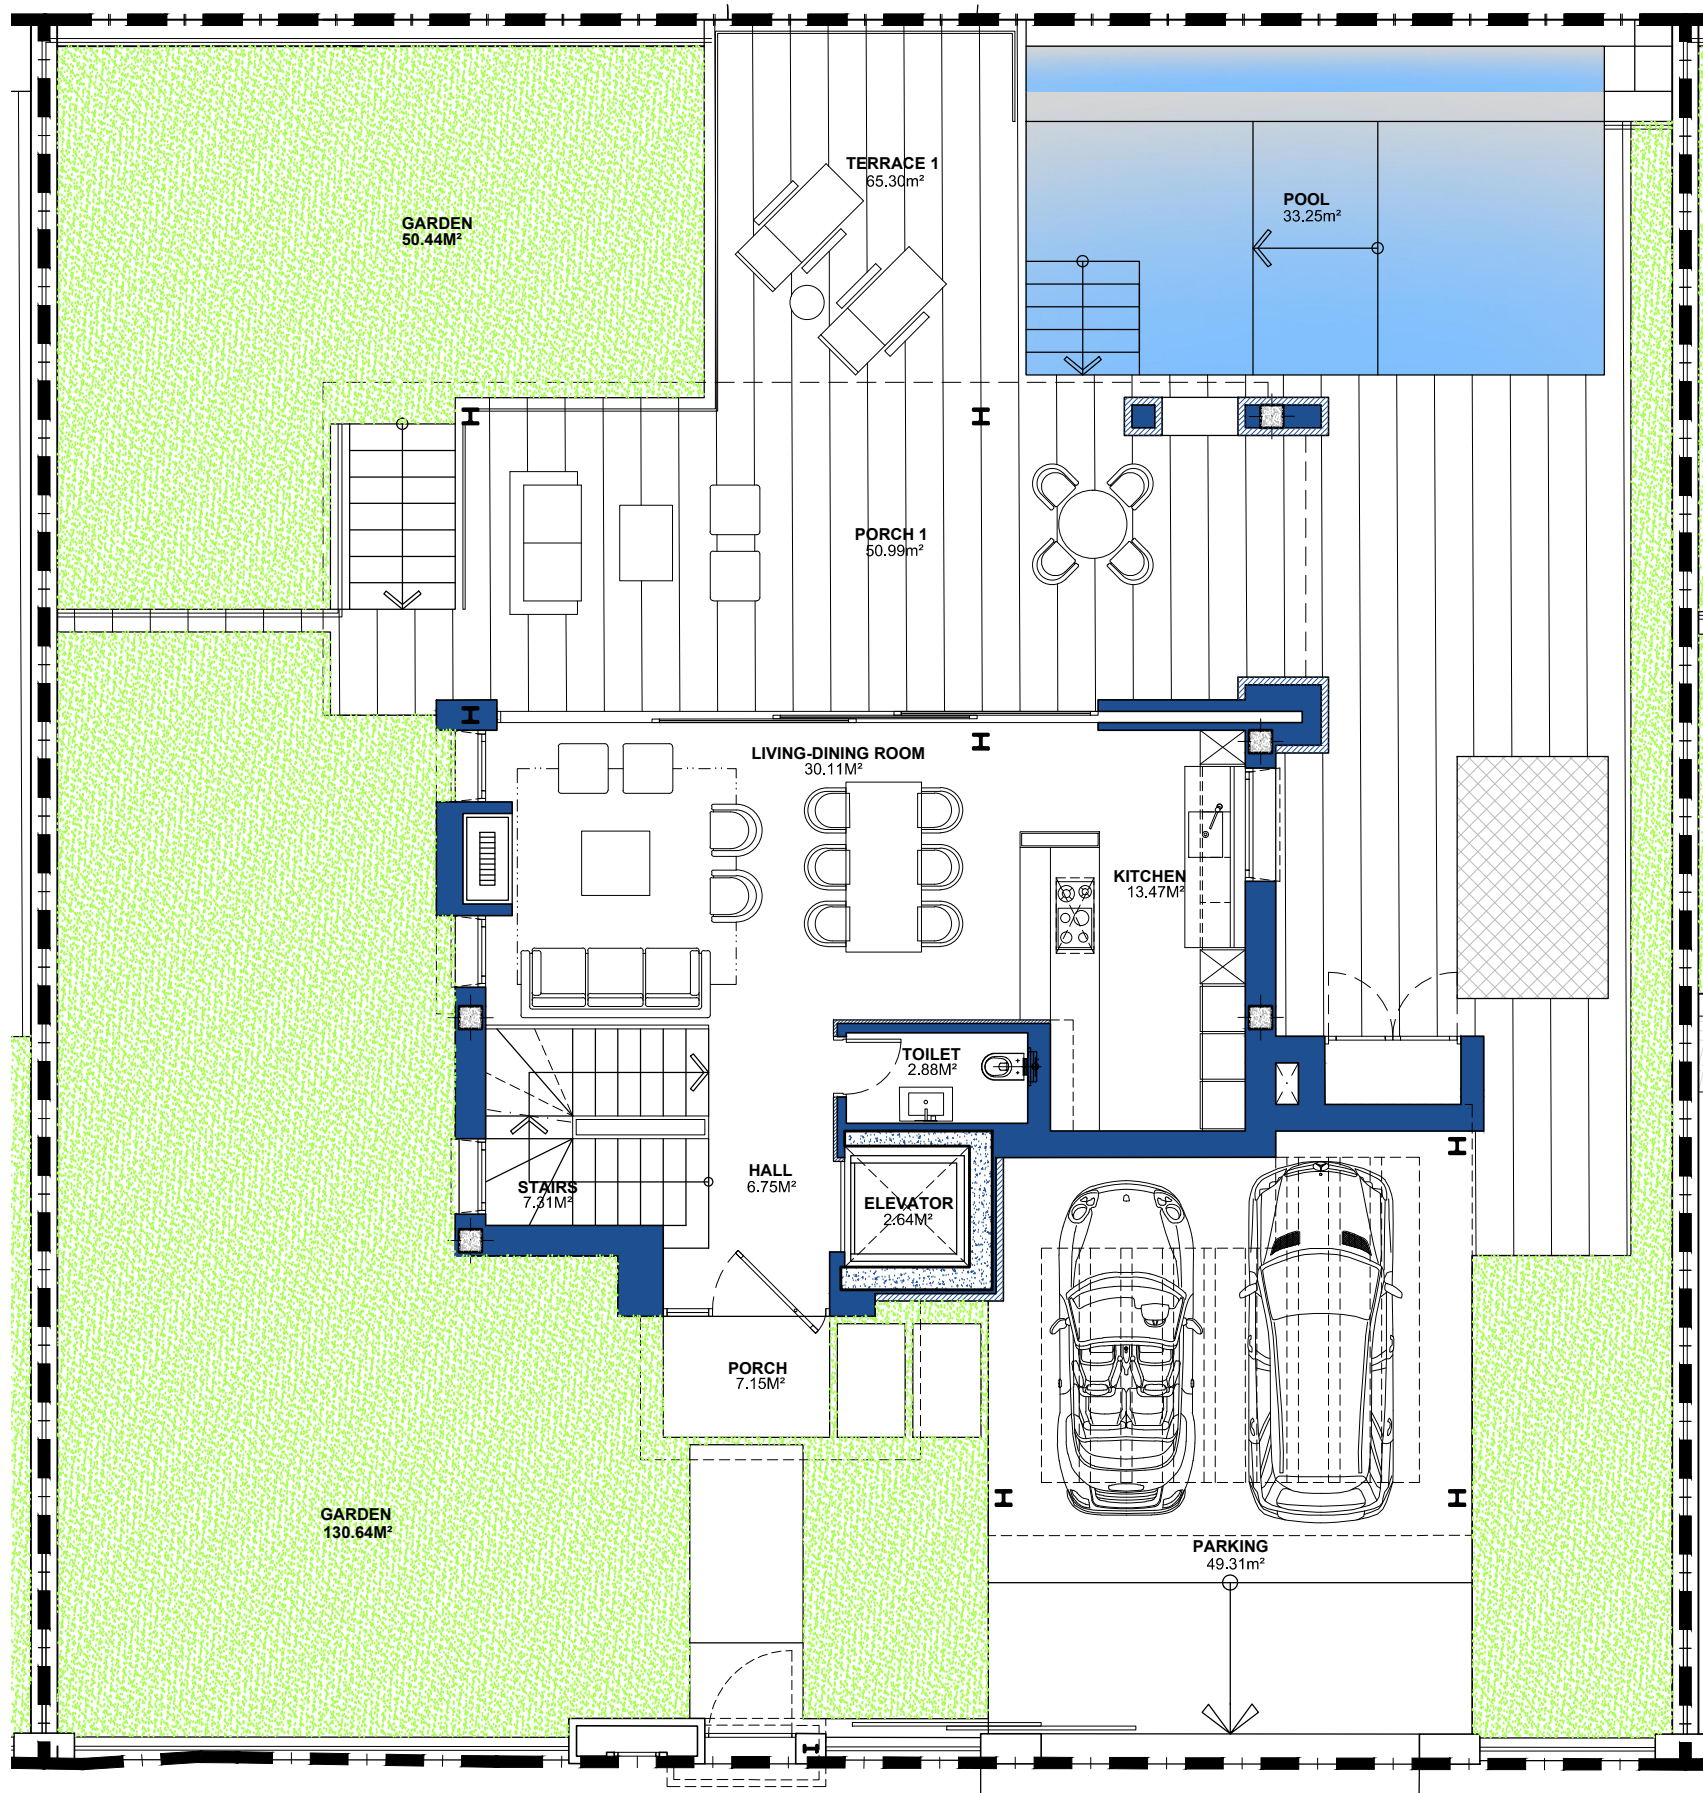 TERRACE 1
65.30m²
POOL
33.25m²
GARDEN
50.44M²
PORCH 1
50.99m²
LIVING-DINING ROOM
30.11M²
KITCHEN
13.47M²
TOILET
2.88M²
HALL
6.75M²
STAIRS
7.31M²
ELEVATOR
2.64M²
PORCH
7.15M²
GARDEN
130.64M²
PARKING
49.31m²